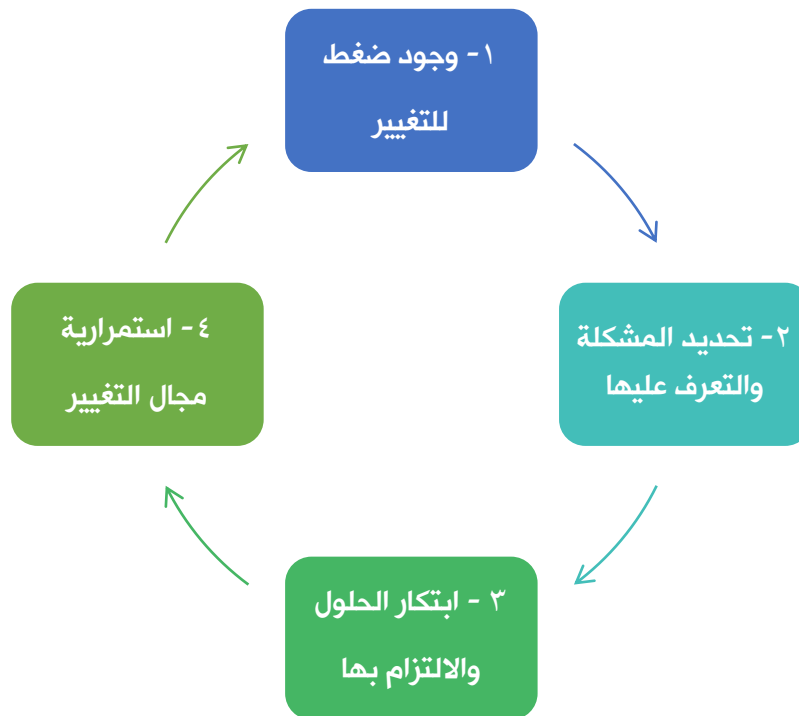 ١- وجود ضغط
للتغيير
٢- تحديد المشكلة
والتعرف عليها
٣ - ابتكار الحلول
والالتزام بها
٤- استمرارية
مجال التغيير